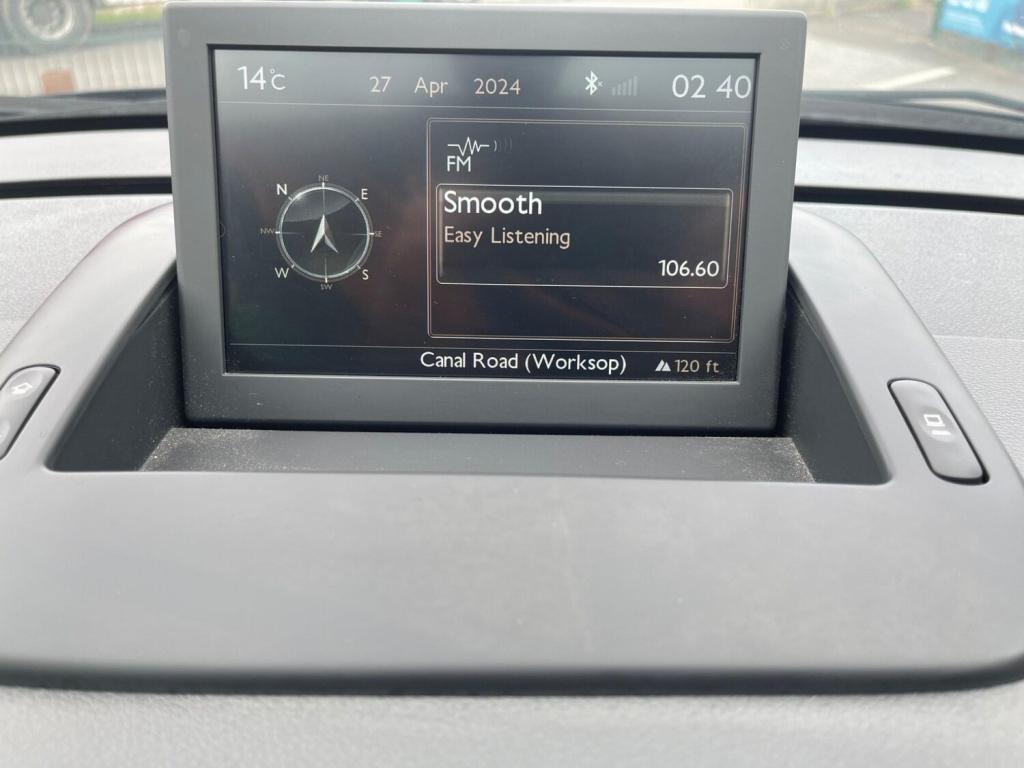 14°C 27 Apr 2024 02 40
FM
Smooth
Easy Listening
106.60
NE
N E
NW SE
W S
SW
Canal Road (Worksop) 120 ft